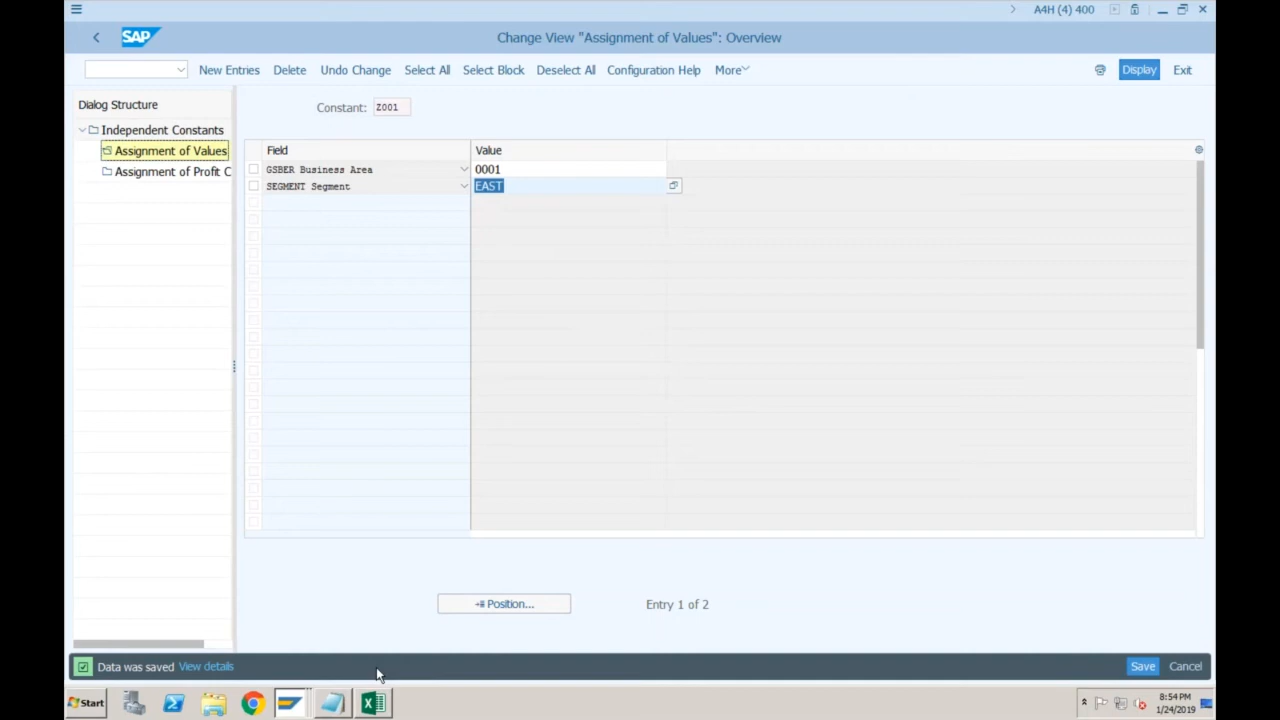 A4H (4) 400
SAP Change View "Assignment of Values": Overview
New Entries Delete Undo Change Select All Select Block Deselect All Configuration Help More Display Exit
Dialog Structure
Independent Constants
Assignment of Values
Assignment of Profit C
Constant: Z001
Field Value
GSBER Business Area 0001
SEGMENT Segment EAST
Position... Entry 1 of 2
Data was saved View details Save Cancel
Start 8:54 PM
1/24/2019